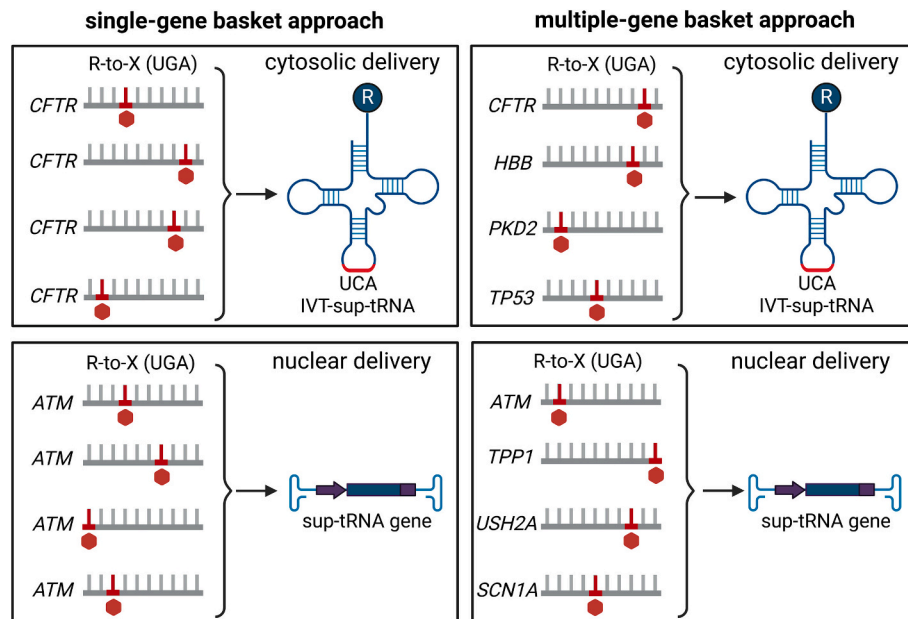 single-gene basket approach
R-to-X (UGA)
cytosolic delivery
CFTR
CFTR
CFTR
CFTR
R
UCA
IVT-sup-tRNA
multiple-gene basket approach
R-to-X (UGA)
cytosolic delivery
CFTR
HBB
PKD2
TP53
R
UCA
IVT-sup-tRNA
R-to-X (UGA)
nuclear delivery
ATM
ATM
ATM
ATM
sup-tRNA gene
R-to-X (UGA)
nuclear delivery
ATM
TPP1
USH2A
SCN1A
sup-tRNA gene